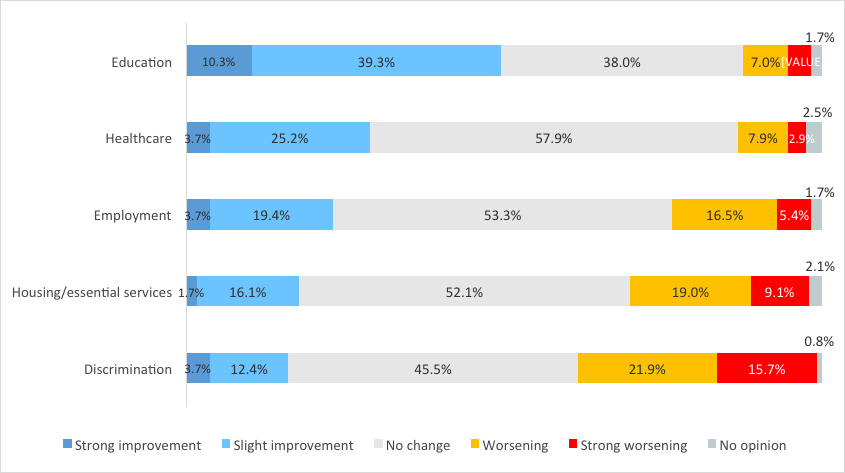 1.7%
Education 10.3% 39.3% 38.0% 7.0% [VALUE
2.5%
Healthcare 3.7% 25.2% 57.9% 7.9% 2.9%
1.7%
Employment 3.7% 19.4% 53.3% 16.5% 5.4%
2.1%
Housing/essential services 1.7% 16.1% 52.1% 19.0% 9.1%
0.8%
Discrimination 3.7% 12.4% 45.5% 21.9% 15.7%
Strong improvement Slight improvement No change Worsening Strong worsening No opinion